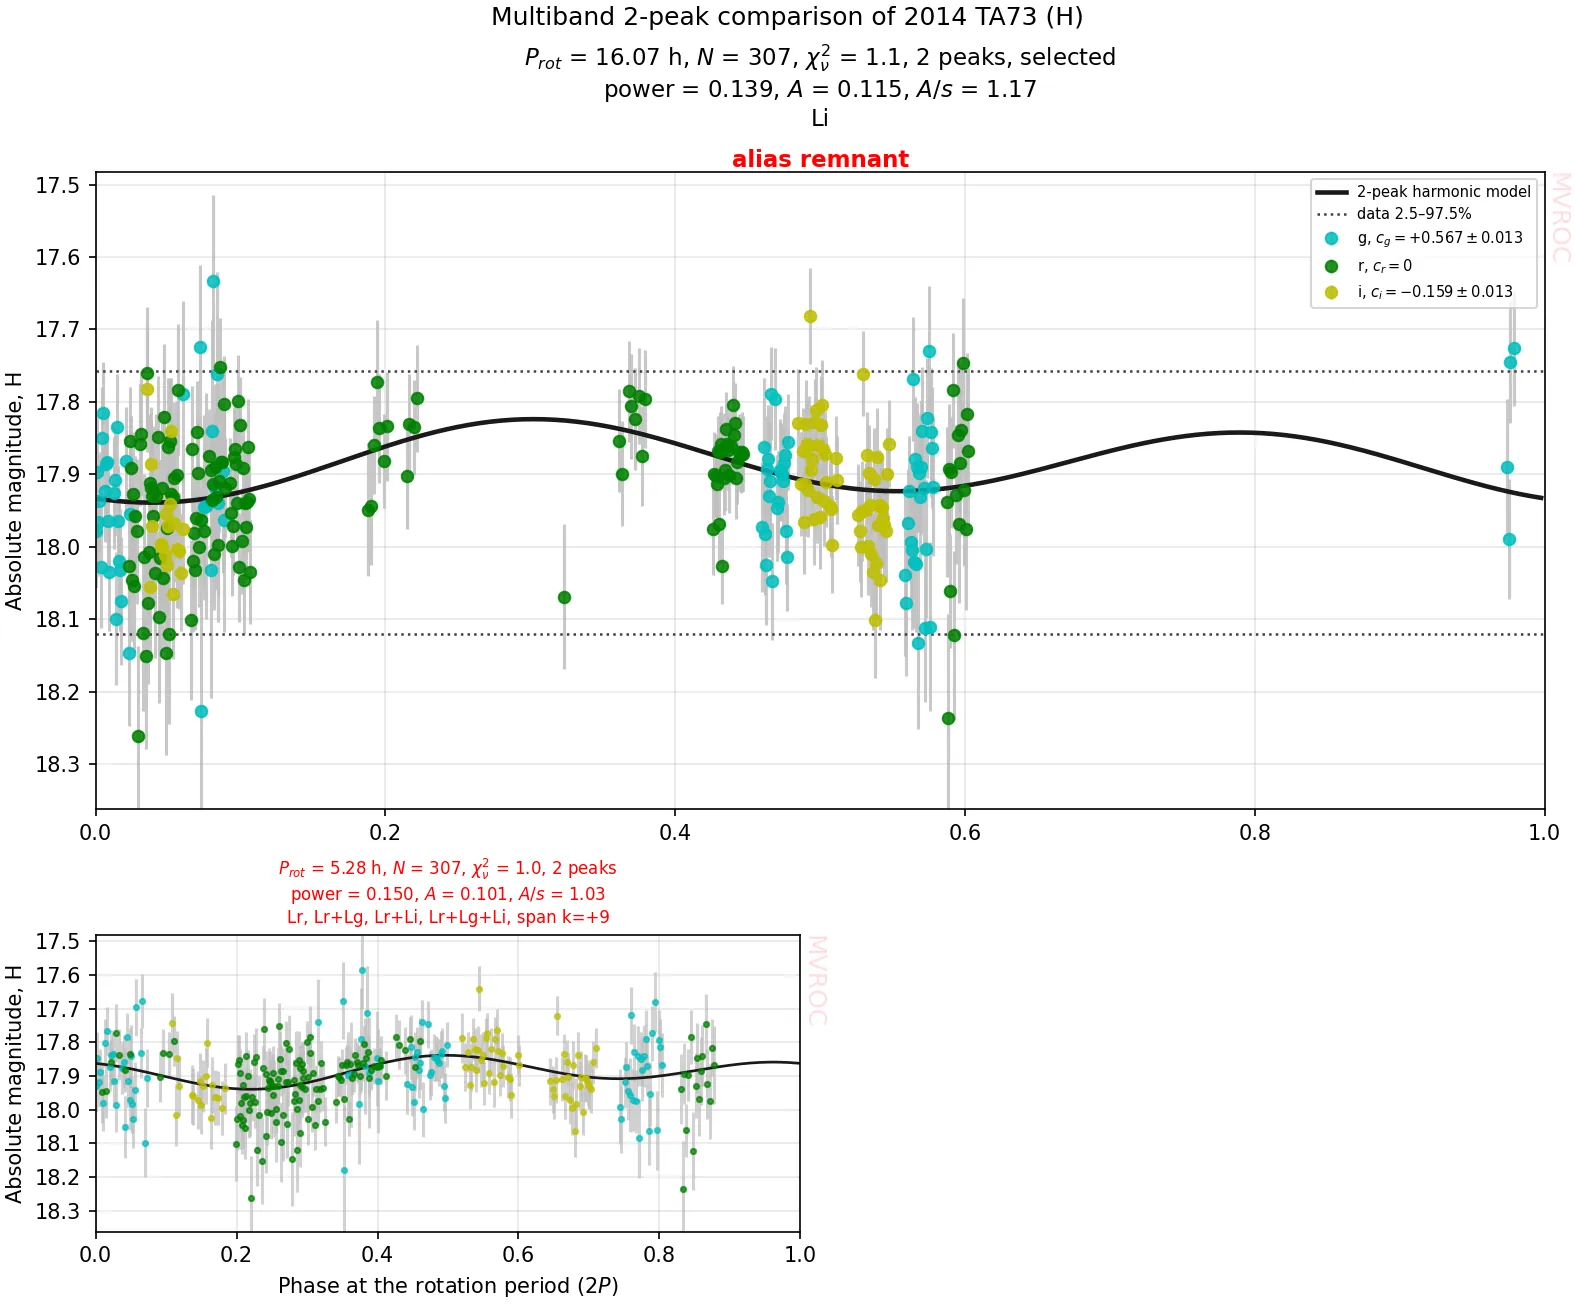 Multiband 2-peak comparison of 2014 TA73 (H)
P_rot = 16.07 h, N = 307, χ²_ν = 1.1, 2 peaks, selected
power = 0.139, A = 0.115, A/s = 1.17
Li
alias remnant
MVROC
2-peak harmonic model
data 2.5–97.5%
g, c_g = +0.567 ± 0.013
r, c_r = 0
i, c_i = −0.159 ± 0.013
Absolute magnitude, H
17.5
17.6
17.7
17.8
17.9
18.0
18.1
18.2
18.3
0.0 0.2 0.4 0.6 0.8 1.0
P_rot = 5.28 h, N = 307, χ²_ν = 1.0, 2 peaks
power = 0.150, A = 0.101, A/s = 1.03
Lr, Lr+Lg, Lr+Li, Lr+Lg+Li, span k=+9
MVROC
Absolute magnitude, H
17.5
17.6
17.7
17.8
17.9
18.0
18.1
18.2
18.3
0.0 0.2 0.4 0.6 0.8 1.0
Phase at the rotation period (2P)